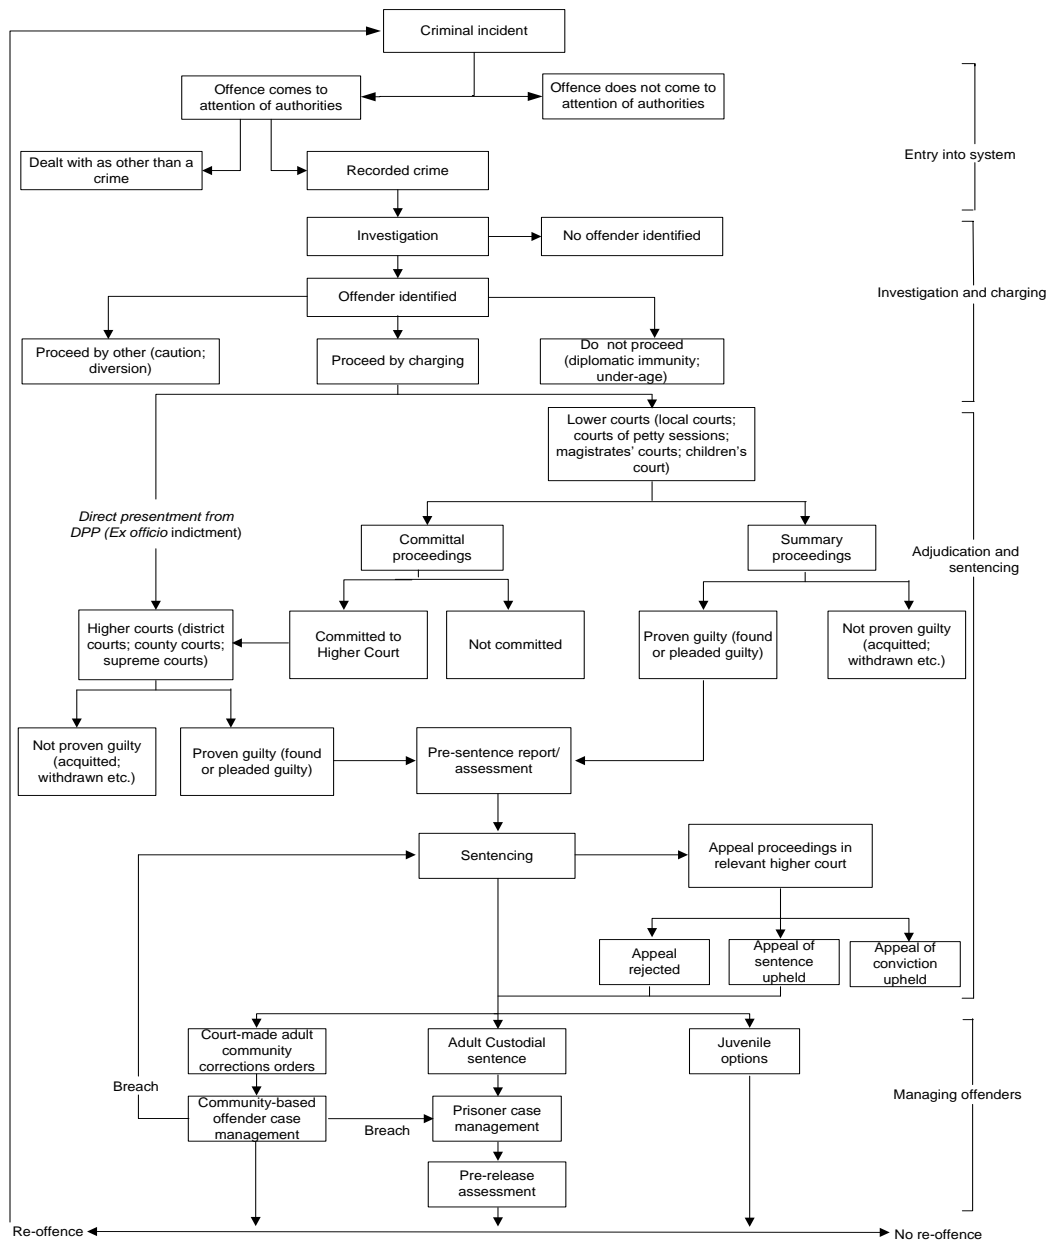 Criminal incident
Offence comes to
attention of authorities
Offence does not come to
attention of authorities
Entry into system
Dealt with as other than a
crime
Recorded crime
Investigation
No offender identified
Offender identified
Investigation and charging
Proceed by other (caution;
diversion)
Proceed by charging
Do not proceed
(diplomatic immunity;
under-age)
Lower courts (local courts;
courts of petty sessions;
magistrates' courts; children's
court)
Direct presentment from
DPP (Ex officio indictment)
Committal
proceedings
Summary
proceedings
Adjudication and
sentencing
Higher courts (district
courts; county courts;
supreme courts)
Committed to
Higher Court
Not committed
Proven guilty (found
or pleaded guilty)
Not proven guilty
(acquitted;
withdrawn etc.)
Not proven guilty
(acquitted;
withdrawn etc.)
Proven guilty (found
or pleaded guilty)
Pre-sentence report/
assessment
Sentencing
Appeal proceedings in
relevant higher court
Appeal
rejected
Appeal of
sentence
upheld
Appeal of
conviction
upheld
Court-made adult
community
corrections orders
Adult Custodial
sentence
Juvenile
options
Breach
Community-based
offender case
management
Breach
Prisoner case
management
Managing offenders
Pre-release
assessment
Re-offence
No re-offence